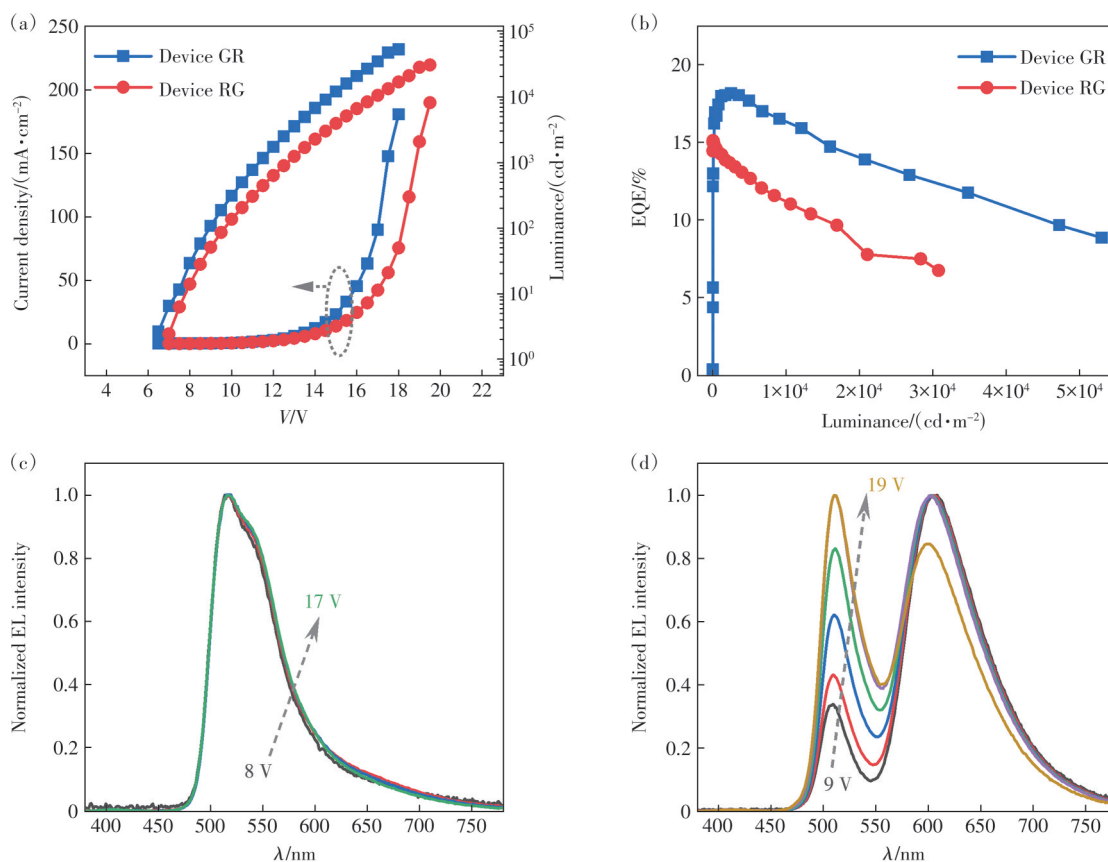 (a)
250
200
150
100
50
0
Current density/(mA·cm⁻²)
Device GR
Device RG
10⁵
10⁴
10³
10²
10¹
10⁰
Luminance/(cd·m⁻²)
4 6 8 10 12 14 16 18 20 22
V/V
(b)
20
15
10
5
0
EQE/%
Device GR
Device RG
0 1×10⁴ 2×10⁴ 3×10⁴ 4×10⁴ 5×10⁴
Luminance/(cd·m⁻²)
(c)
1.0
0.8
0.6
0.4
0.2
0
Normalized EL intensity
17 V
8 V
400 450 500 550 600 650 700 750
λ/nm
(d)
1.0
0.8
0.6
0.4
0.2
0
Normalized EL intensity
19 V
9 V
400 450 500 550 600 650 700 750
λ/nm